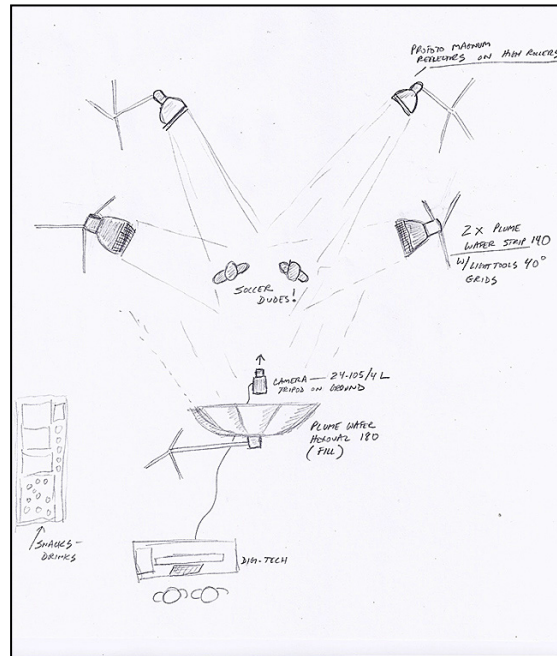 PROFOTO MAGNUM
REFLECTORS ON HIGH ROLLERS
2 X PLUME
WAFER STRIP 140
W/ LIGHTTOOLS 40°
GRIDS
SOCCER
DUDES!
CAMERA — 24-105/4 L
TRIPOD ON GROUND
PLUME WAFER
HEXOVAL 180
(FILL)
SNACKS -
DRINKS
DIGI-TECH